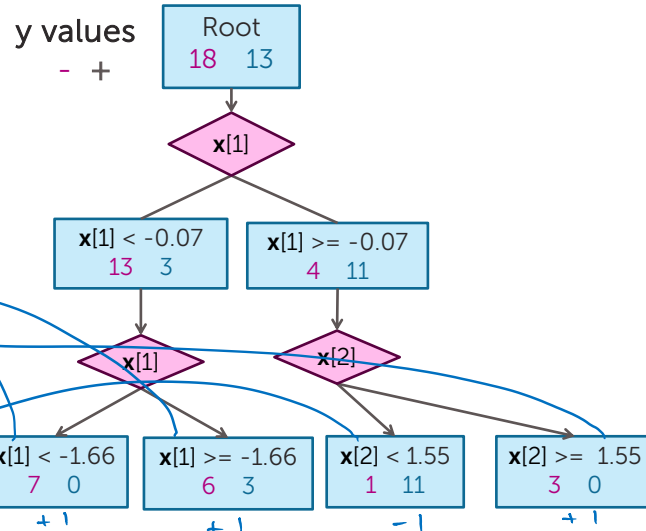 y values
- +
Root
18 13
x[1]
x[1] < -0.07
13 3
x[1] >= -0.07
4 11
x[1]
x[2]
x[1] < -1.66
7 0
x[1] >= -1.66
6 3
x[2] < 1.55
1 11
x[2] >= 1.55
3 0
+1
+1
-1
+1